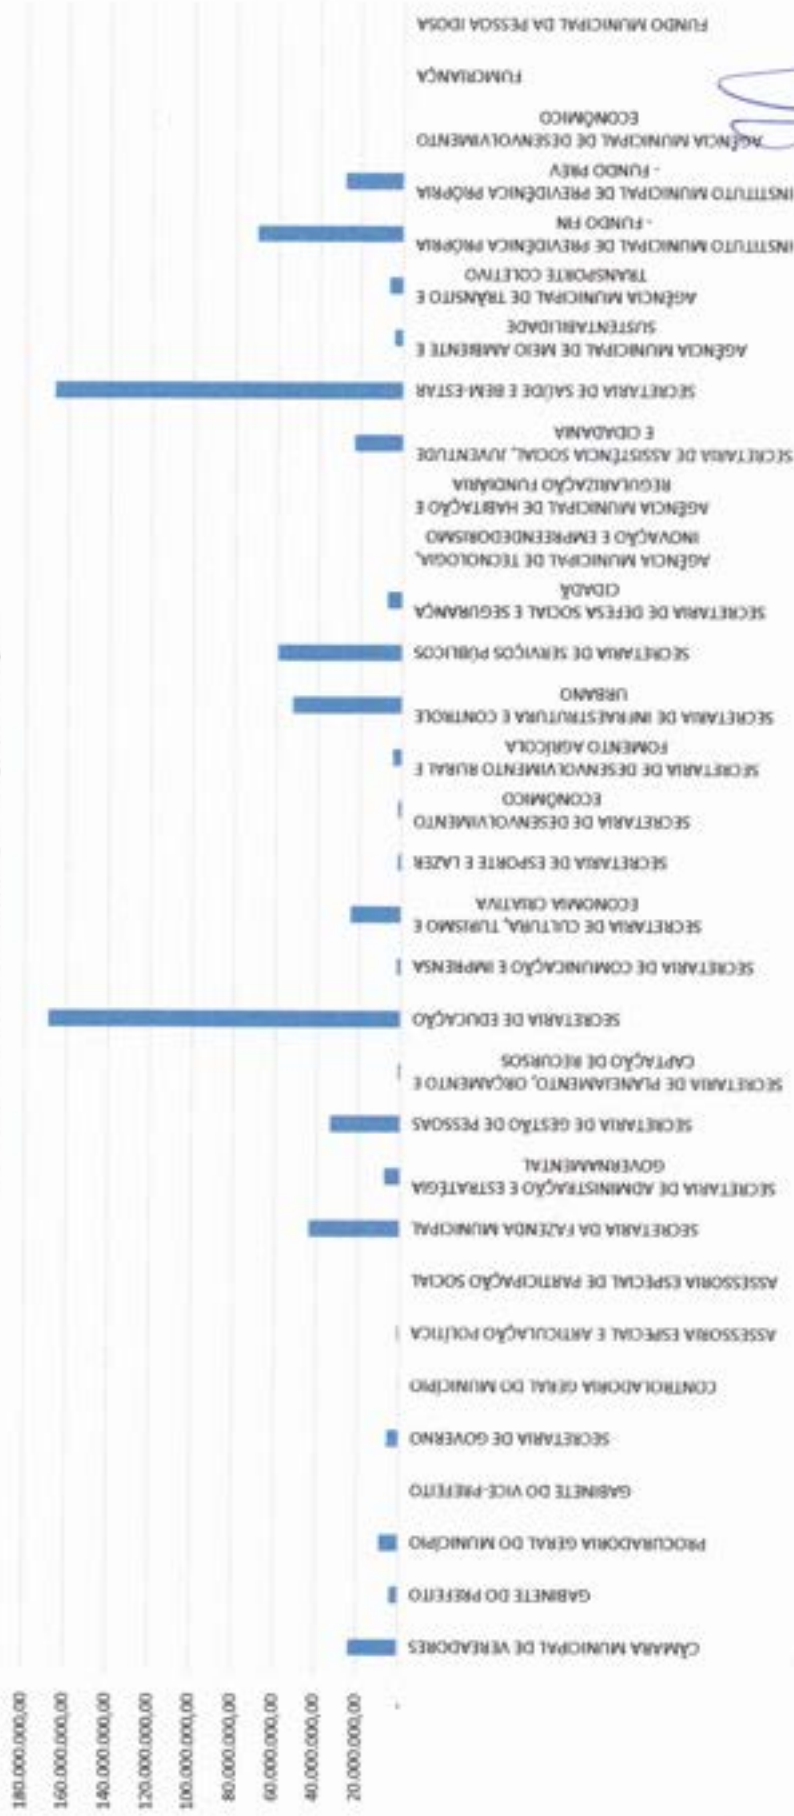 180.000.000,00
160.000.000,00
140.000.000,00
120.000.000,00
100.000.000,00
80.000.000,00
60.000.000,00
40.000.000,00
20.000.000,00
-
CÂMARA MUNICIPAL DE VEREADORES
GABINETE DO PREFEITO
PROCURADORIA GERAL DO MUNICÍPIO
GABINETE DO VICE-PREFEITO
SECRETARIA DE GOVERNO
CONTROLADORIA GERAL DO MUNICÍPIO
ASSESSORIA ESPECIAL E ARTICULAÇÃO POLÍTICA
ASSESSORIA ESPECIAL DE PARTICIPAÇÃO SOCIAL
SECRETARIA DA FAZENDA MUNICIPAL
SECRETARIA DE ADMINISTRAÇÃO E ESTRATÉGIA
GOVERNAMENTAL
SECRETARIA DE GESTÃO DE PESSOAS
SECRETARIA DE PLANEJAMENTO, ORÇAMENTO E
CAPTAÇÃO DE RECURSOS
SECRETARIA DE EDUCAÇÃO
SECRETARIA DE COMUNICAÇÃO E IMPRENSA
SECRETARIA DE CULTURA, TURISMO E
ECONOMIA CRIATIVA
SECRETARIA DE ESPORTE E LAZER
SECRETARIA DE DESENVOLVIMENTO
ECONÔMICO
SECRETARIA DE DESENVOLVIMENTO RURAL E
FOMENTO AGRÍCOLA
SECRETARIA DE INFRAESTRUTURA E CONTROLE
URBANO
SECRETARIA DE SERVIÇOS PÚBLICOS
SECRETARIA DE DEFESA SOCIAL E SEGURANÇA
CIDADÃ
AGÊNCIA MUNICIPAL DE TECNOLOGIA,
INOVAÇÃO E EMPREENDEDORISMO
AGÊNCIA MUNICIPAL DE HABITAÇÃO E
REGULARIZAÇÃO FUNDIÁRIA
SECRETARIA DE ASSISTÊNCIA SOCIAL, JUVENTUDE
E CIDADANIA
SECRETARIA DE SAÚDE E BEM-ESTAR
AGÊNCIA MUNICIPAL DE MEIO AMBIENTE E
SUSTENTABILIDADE
AGÊNCIA MUNICIPAL DE TRÂNSITO E
TRANSPORTE COLETIVO
INSTITUTO MUNICIPAL DE PREVIDÊNICA PRÓPRIA
- FUNDO FIN
INSTITUTO MUNICIPAL DE PREVIDÊNICA PRÓPRIA
- FUNDO PREV
AGÊNCIA MUNICIPAL DE DESENVOLVIMENTO
ECONÔMICO
FUMCRIANÇA
FUNDO MUNICIPAL DA PESSOA IDOSA